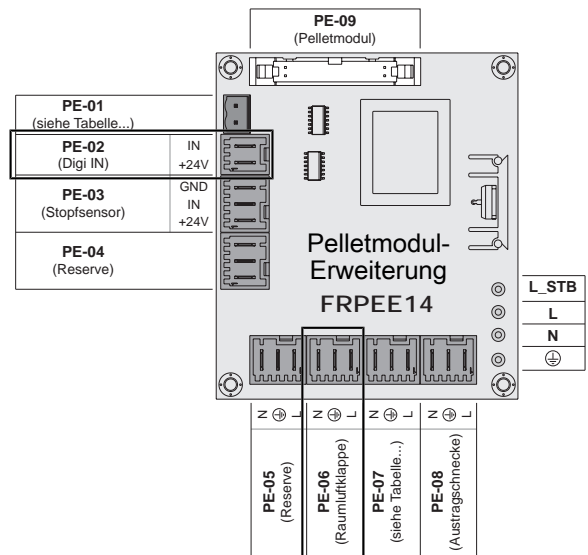 PE-09
(Pelletmodul)
PE-01
(siehe Tabelle...)
PE-02
(Digi IN)
IN
+24V
PE-03
(Stopfsensor)
GND
IN
+24V
PE-04
(Reserve)
Pelletmodul-
Erweiterung
FRPEE14
L_STB
L
N
N L
N L
N L
N L
PE-05
(Reserve)
PE-06
(Raumluftklappe)
PE-07
(siehe Tabelle...)
PE-08
(Austragschnecke)